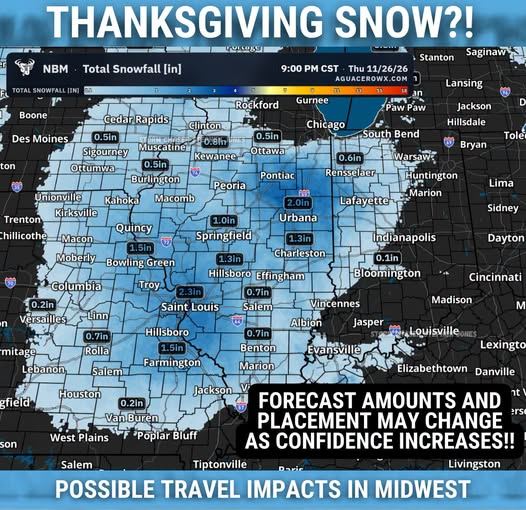 THANKSGIVING SNOW?!
NBM · Total Snowfall [in]
9:00 PM CST · Thu 11/26/26
AGUACEROWX.COM
TOTAL SNOWFALL [IN]
Portage
Stanton
Saginaw
Lansing
Boone
Rockford
Gurnee
Paw Paw
Jackson
Cedar Rapids
Clinton
Chicago
Hillsdale
Des Moines
0.5in
0.8in
0.5in
South Bend
Toledo
Sigourney
Muscatine
Kewanee
Ottawa
0.6in
Bryan
Ottumwa
0.5in
Warsaw
Burlington
Pontiac
Rensselaer
Huntington
Unionville
Peoria
Marion
Lima
Kahoka
Macomb
2.0in
Lafayette
Trenton
Kirksville
Urbana
Sidney
Chillicothe
Quincy
1.0in
Macon
Springfield
1.3in
Indianapolis
Dayton
1.5in
Charleston
Moberly
Bowling Green
1.3in
0.1in
Hillsboro
Effingham
Bloomington
Cincinnati
Columbia
Troy
2.3in
0.7in
0.2in
Saint Louis
Salem
Vincennes
Madison
Versailles
Linn
Hillsboro
Albion
Jasper
Louisville
0.7in
0.7in
Rolla
1.5in
Benton
Evansville
Lexington
Lebanon
Salem
Farmington
Marion
Elizabethtown
Danville
Houston
Jackson
0.2in
Van Buren
West Plains
Poplar Bluff
Salem
Tiptonville
Paris
Livingston
FORECAST AMOUNTS AND
PLACEMENT MAY CHANGE
AS CONFIDENCE INCREASES!!
POSSIBLE TRAVEL IMPACTS IN MIDWEST